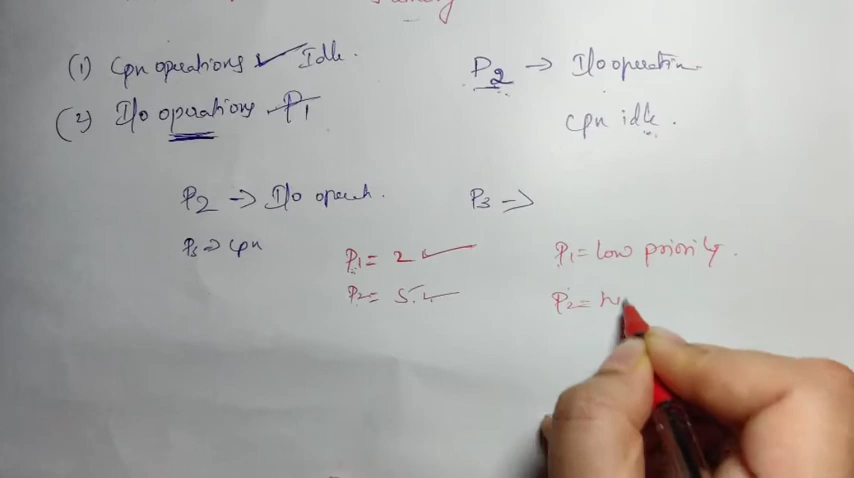 (1) Cpu operations ✓ Idle.
(2) I/o operations P1
P2 → I/o operation
Cpu idle.
P2 → I/o operat.
P3 →
P3 → Cpu
P1 = 2 ✓
P2 = 5. ✓
P1 = Low priority.
P2 =